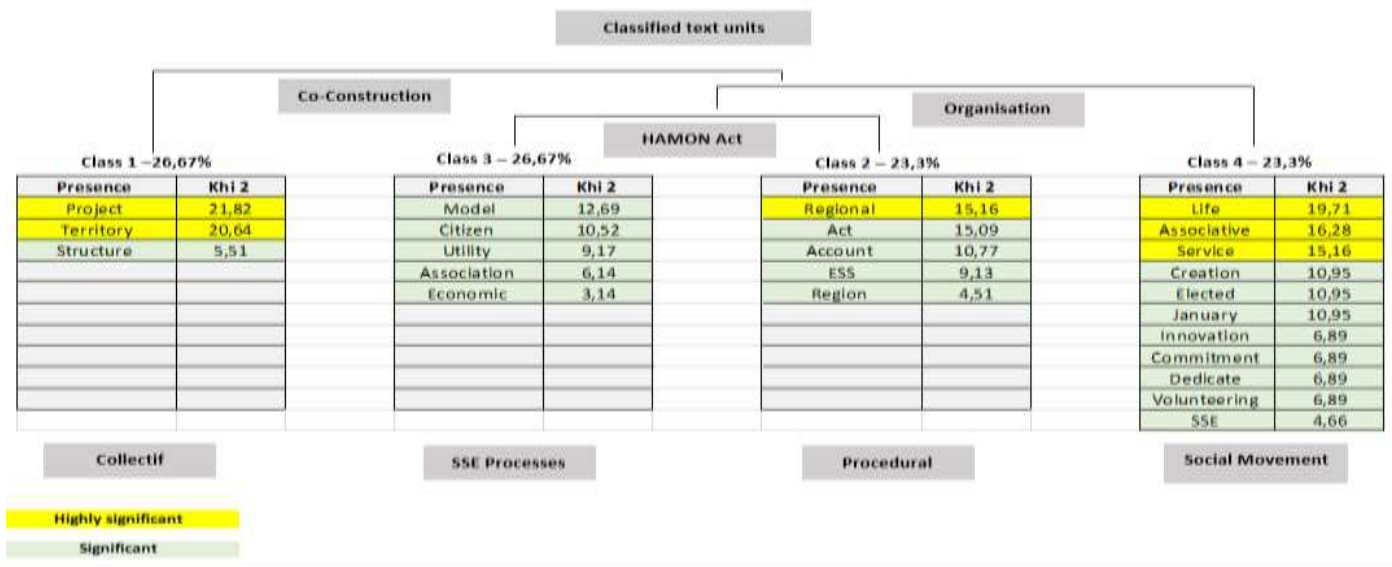 Classified text units
Co-Construction
Organisation
HAMON Act
Class 1 –26,67%
Presence Khi 2
Project 21,82
Territory 20,64
Structure 5,51
Class 3 – 26,67%
Presence Khi 2
Model 12,69
Citizen 10,52
Utility 9,17
Association 6,14
Economic 3,14
Class 2 – 23,3%
Presence Khi 2
Regional 15,16
Act 15,09
Account 10,77
ESS 9,13
Region 4,51
Class 4 – 23,3%
Presence Khi 2
Life 19,71
Associative 16,28
Service 15,16
Creation 10,95
Elected 10,95
January 10,95
Innovation 6,89
Commitment 6,89
Dedicate 6,89
Volunteering 6,89
SSE 4,66
Collectif
SSE Processes
Procedural
Social Movement
Highly significant
Significant